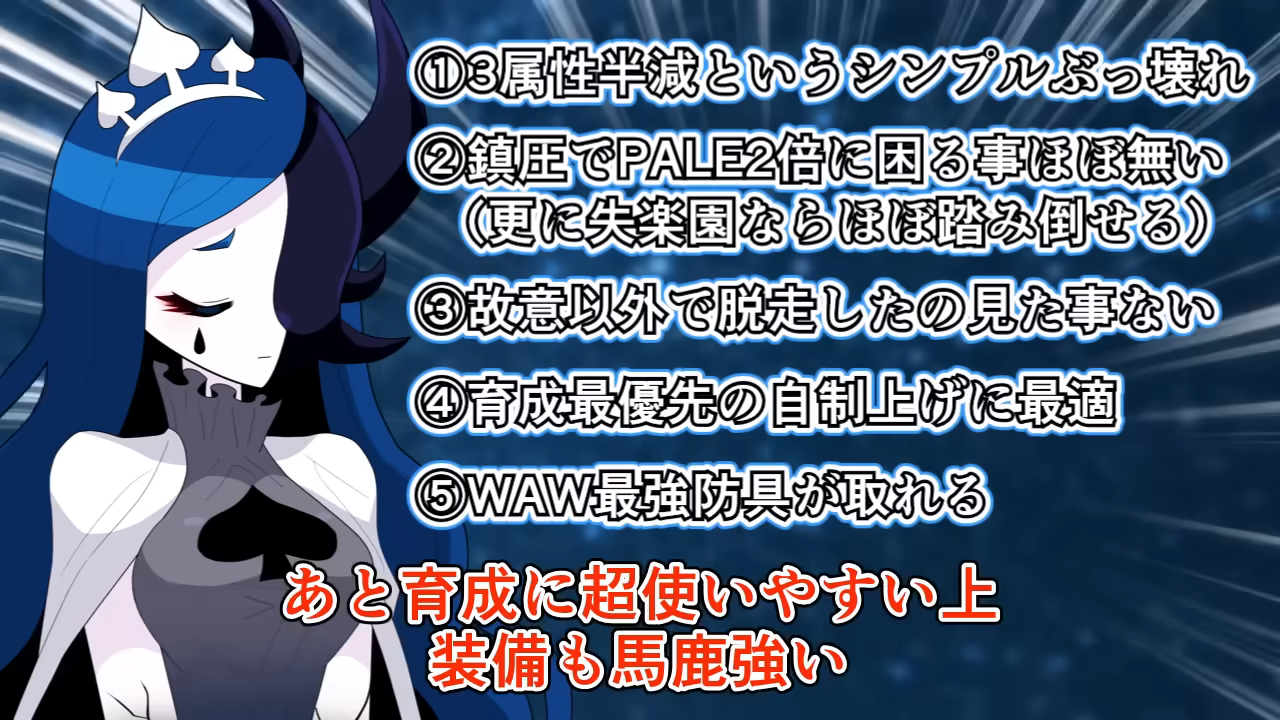 ①3属性半減というシンプルぶっ壊れ
②鎮圧でPALE2倍に困る事ほぼ無い
（更に失楽園ならほぼ踏み倒せる）
③故意以外で脱走したの見た事ない
④育成最優先の自制上げに最適
⑤WAW最強防具が取れる
あと育成に超使いやすい上
装備も馬鹿強い